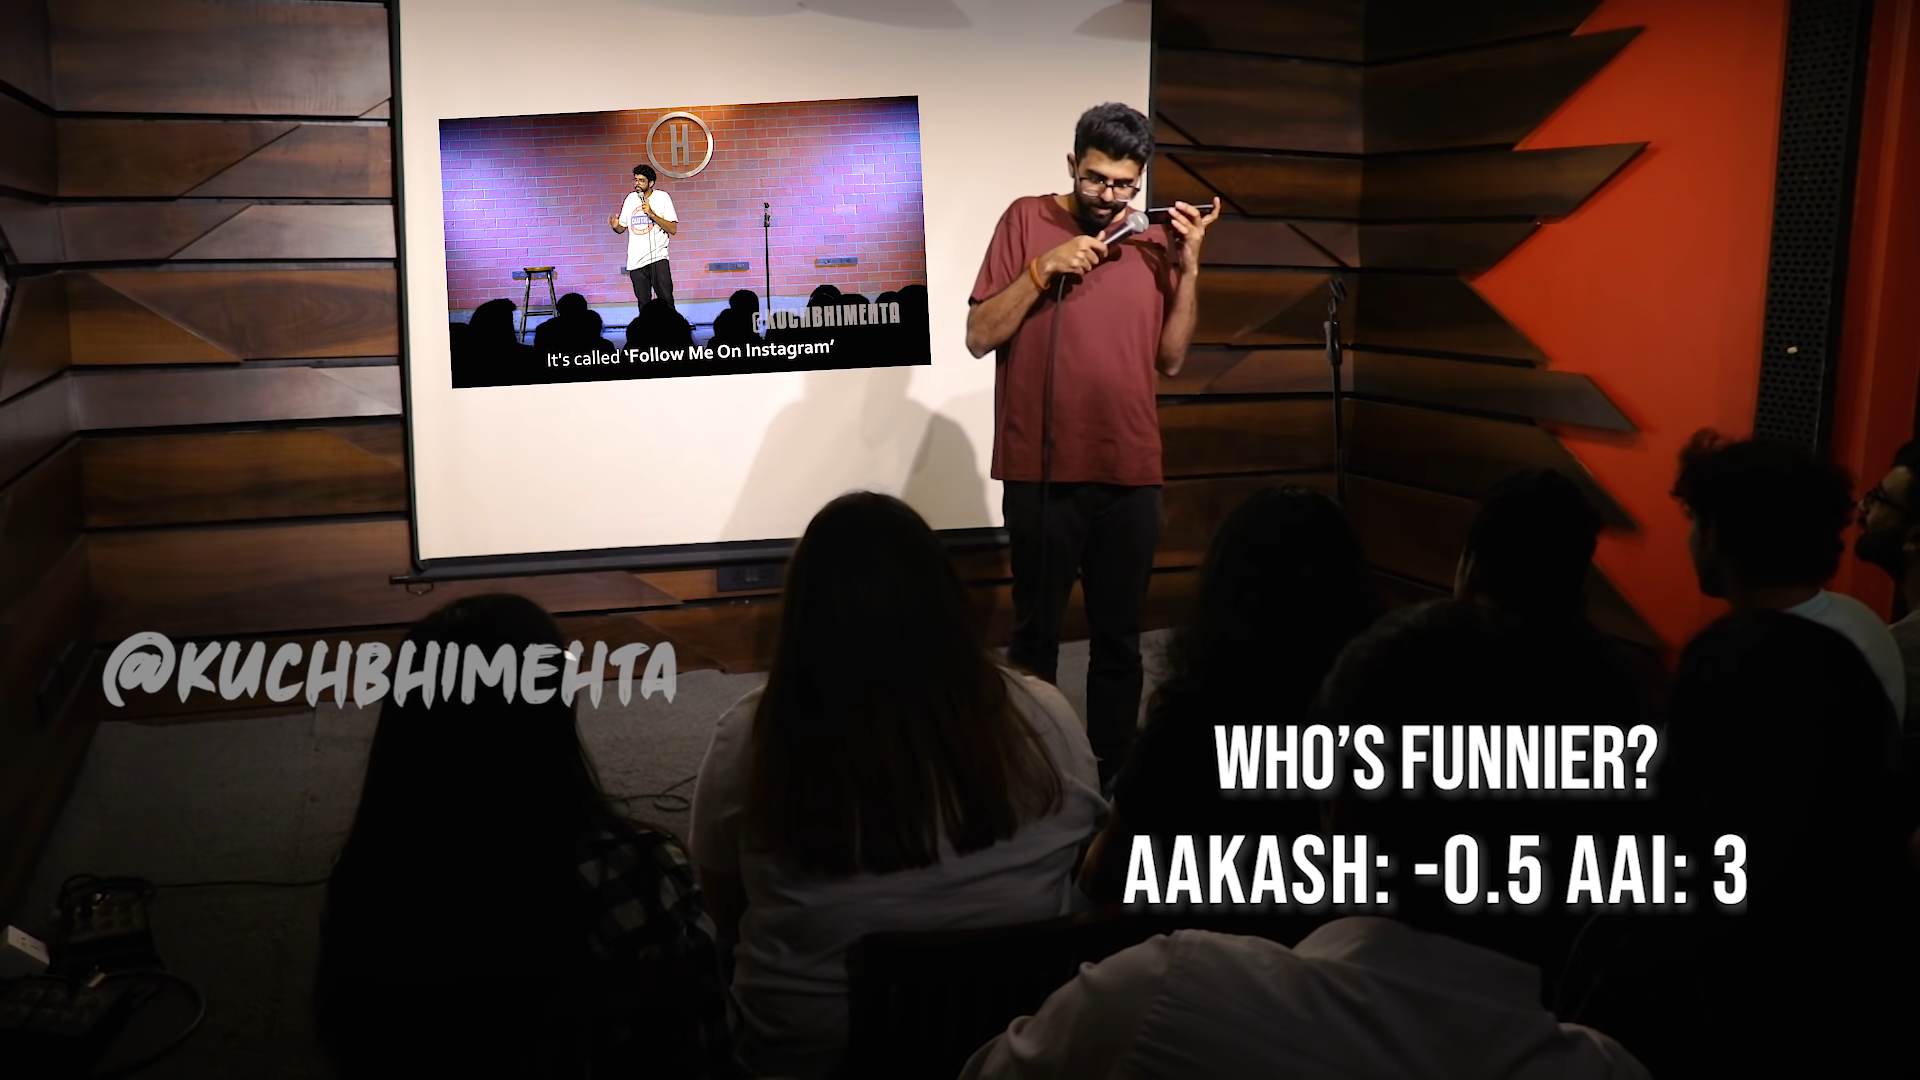 H
@KUCHBHIMEHTA
It's called 'Follow Me On Instagram'
@KUCHBHIMEHTA
WHO'S FUNNIER?
AAKASH: -0.5 AAI: 3